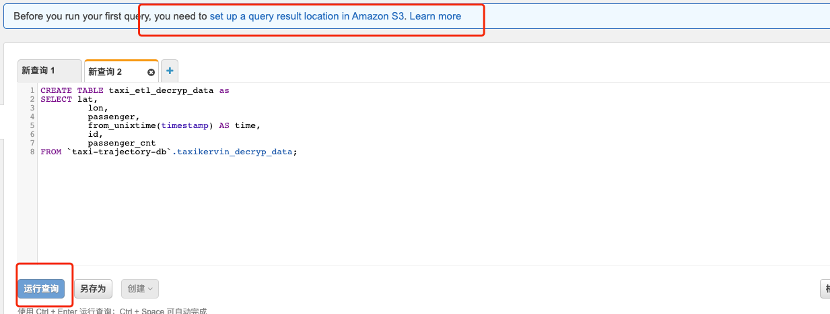 Before you run your first query, you need to set up a query result location in Amazon S3. Learn more
新查询 1 新查询 2 +
1 CREATE TABLE taxi_etl_decryp_data as
2 SELECT lat,
3 lon,
4 passenger,
5 from_unixtime(timestamp) AS time,
6 id,
7 passenger_cnt
8 FROM `taxi-trajectory-db`.taxikervin_decryp_data;
运行查询 另存为 创建
使用 Ctrl + Enter 运行查询; Ctrl + Space 可自动完成